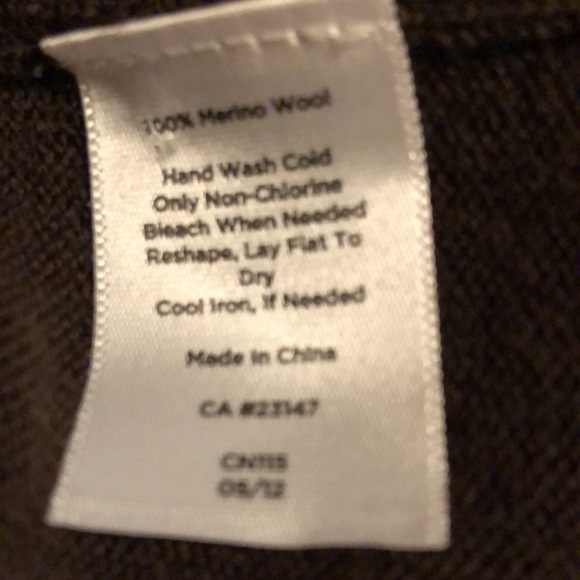 100% Merino Wool
Hand Wash Cold
Only Non-Chlorine
Bleach When Needed
Reshape, Lay Flat To
Dry
Cool Iron, If Needed
Made in China
CA #23147
CN115
05/12